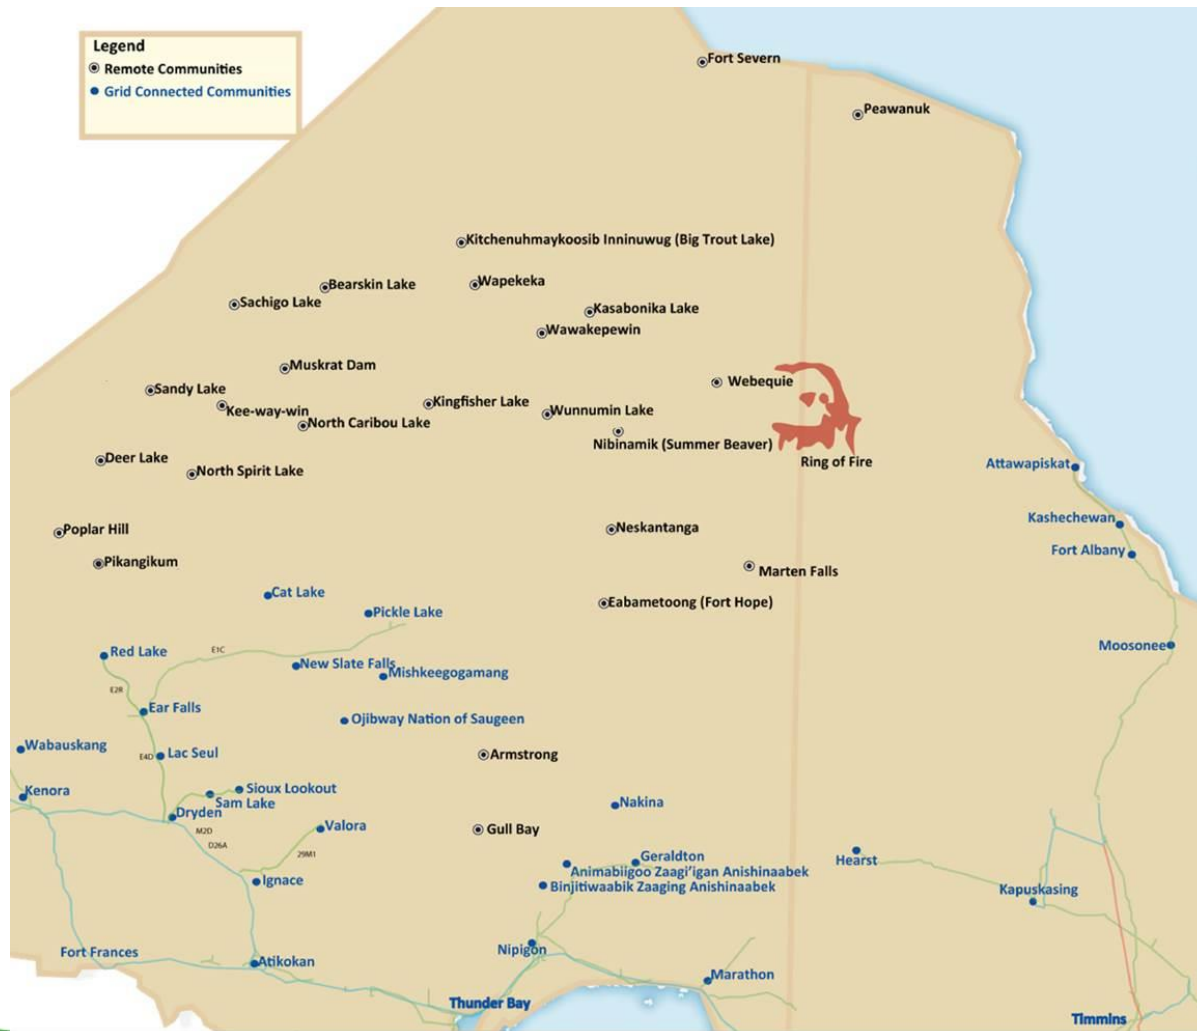 Legend
Remote Communities
Grid Connected Communities
Fort Severn
Peawanuk
Kitchenuhmaykoosib Inninuwug (Big Trout Lake)
Wapekeka
Bearskin Lake
Sachigo Lake
Kasabonika Lake
Wawakepewin
Muskrat Dam
Webequie
Sandy Lake
Kee-way-win
Kingfisher Lake
Wunnumin Lake
North Caribou Lake
Nibinamik (Summer Beaver)
Ring of Fire
Deer Lake
North Spirit Lake
Attawapiskat
Kashechewan
Poplar Hill
Neskantanga
Fort Albany
Pikangikum
Marten Falls
Cat Lake
Eabametoong (Fort Hope)
Pickle Lake
Moosonee
Red Lake
E1C
New Slate Falls
Mishkeegogamang
E2R
Ear Falls
Ojibway Nation of Saugeen
Wabauskang
Lac Seul
E4D
Armstrong
Kenora
Sioux Lookout
Sam Lake
Nakina
Dryden
Valora
Gull Bay
M2D
D26A
29M1
Geraldton
Hearst
Animabiigoo Zaagi'igan Anishinaabek
Ignace
Binjitiwaabik Zaaging Anishinaabek
Kapuskasing
Fort Frances
Nipigon
Atikokan
Marathon
Thunder Bay
Timmins